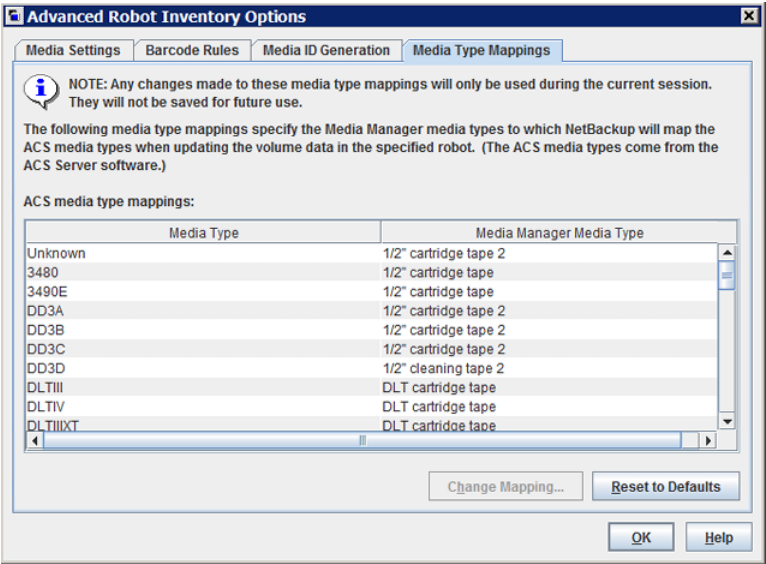 Advanced Robot Inventory Options
Media Settings Barcode Rules Media ID Generation Media Type Mappings
NOTE: Any changes made to these media type mappings will only be used during the current session.
They will not be saved for future use.
The following media type mappings specify the Media Manager media types to which NetBackup will map the
ACS media types when updating the volume data in the specified robot. (The ACS media types come from the
ACS Server software.)
ACS media type mappings:
Media Type Media Manager Media Type
Unknown 1/2" cartridge tape 2
3480 1/2" cartridge tape
3490E 1/2" cartridge tape
DD3A 1/2" cartridge tape 2
DD3B 1/2" cartridge tape 2
DD3C 1/2" cartridge tape 2
DD3D 1/2" cleaning tape 2
DLTIII DLT cartridge tape
DLTIV DLT cartridge tape
DLTIIIXT DLT cartridge tape
Change Mapping... Reset to Defaults
OK Help